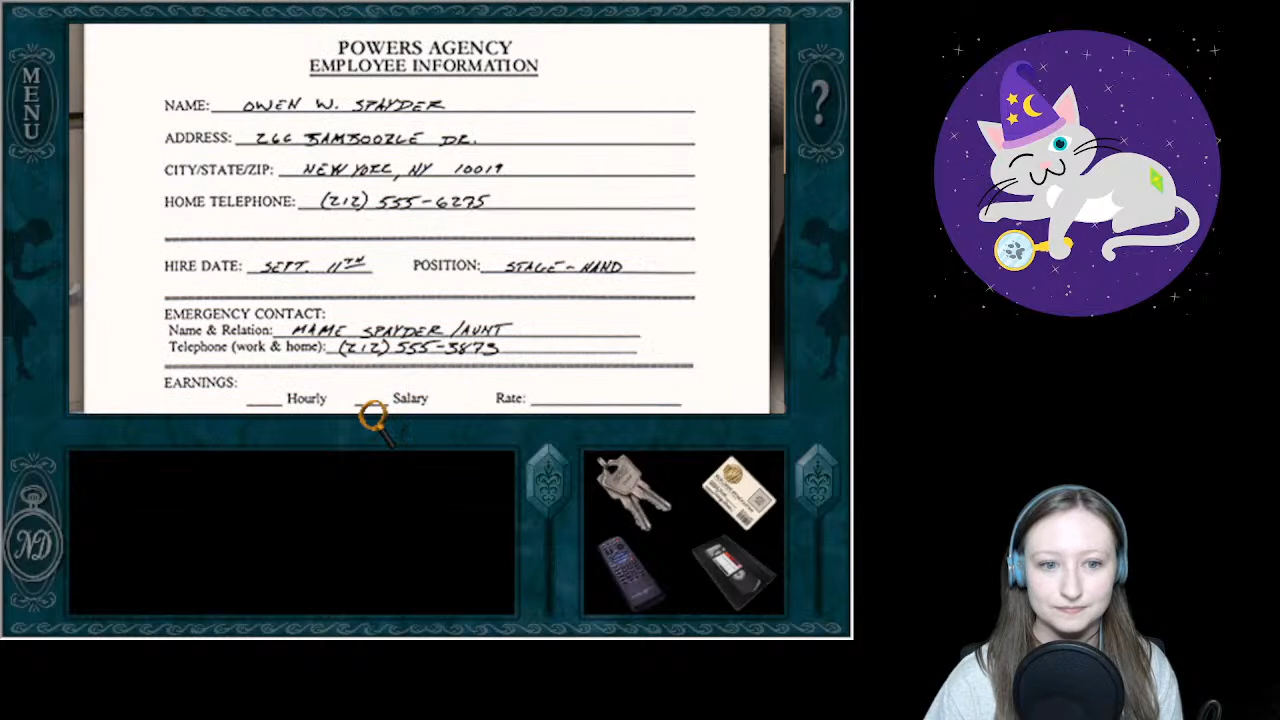 POWERS AGENCY
EMPLOYEE INFORMATION
NAME: OWEN W. SPAYDER
ADDRESS: 266 BAMBOOZLE DR.
CITY/STATE/ZIP: NEW YORK, NY 10019
HOME TELEPHONE: (212) 555-6275
HIRE DATE: SEPT. 11TH POSITION: STAGE-HAND
EMERGENCY CONTACT:
Name & Relation: MAME SPAYDER/AUNT
Telephone (work & home): (212) 555-3873
EARNINGS:
Hourly Salary Rate:
MENU
?
ND